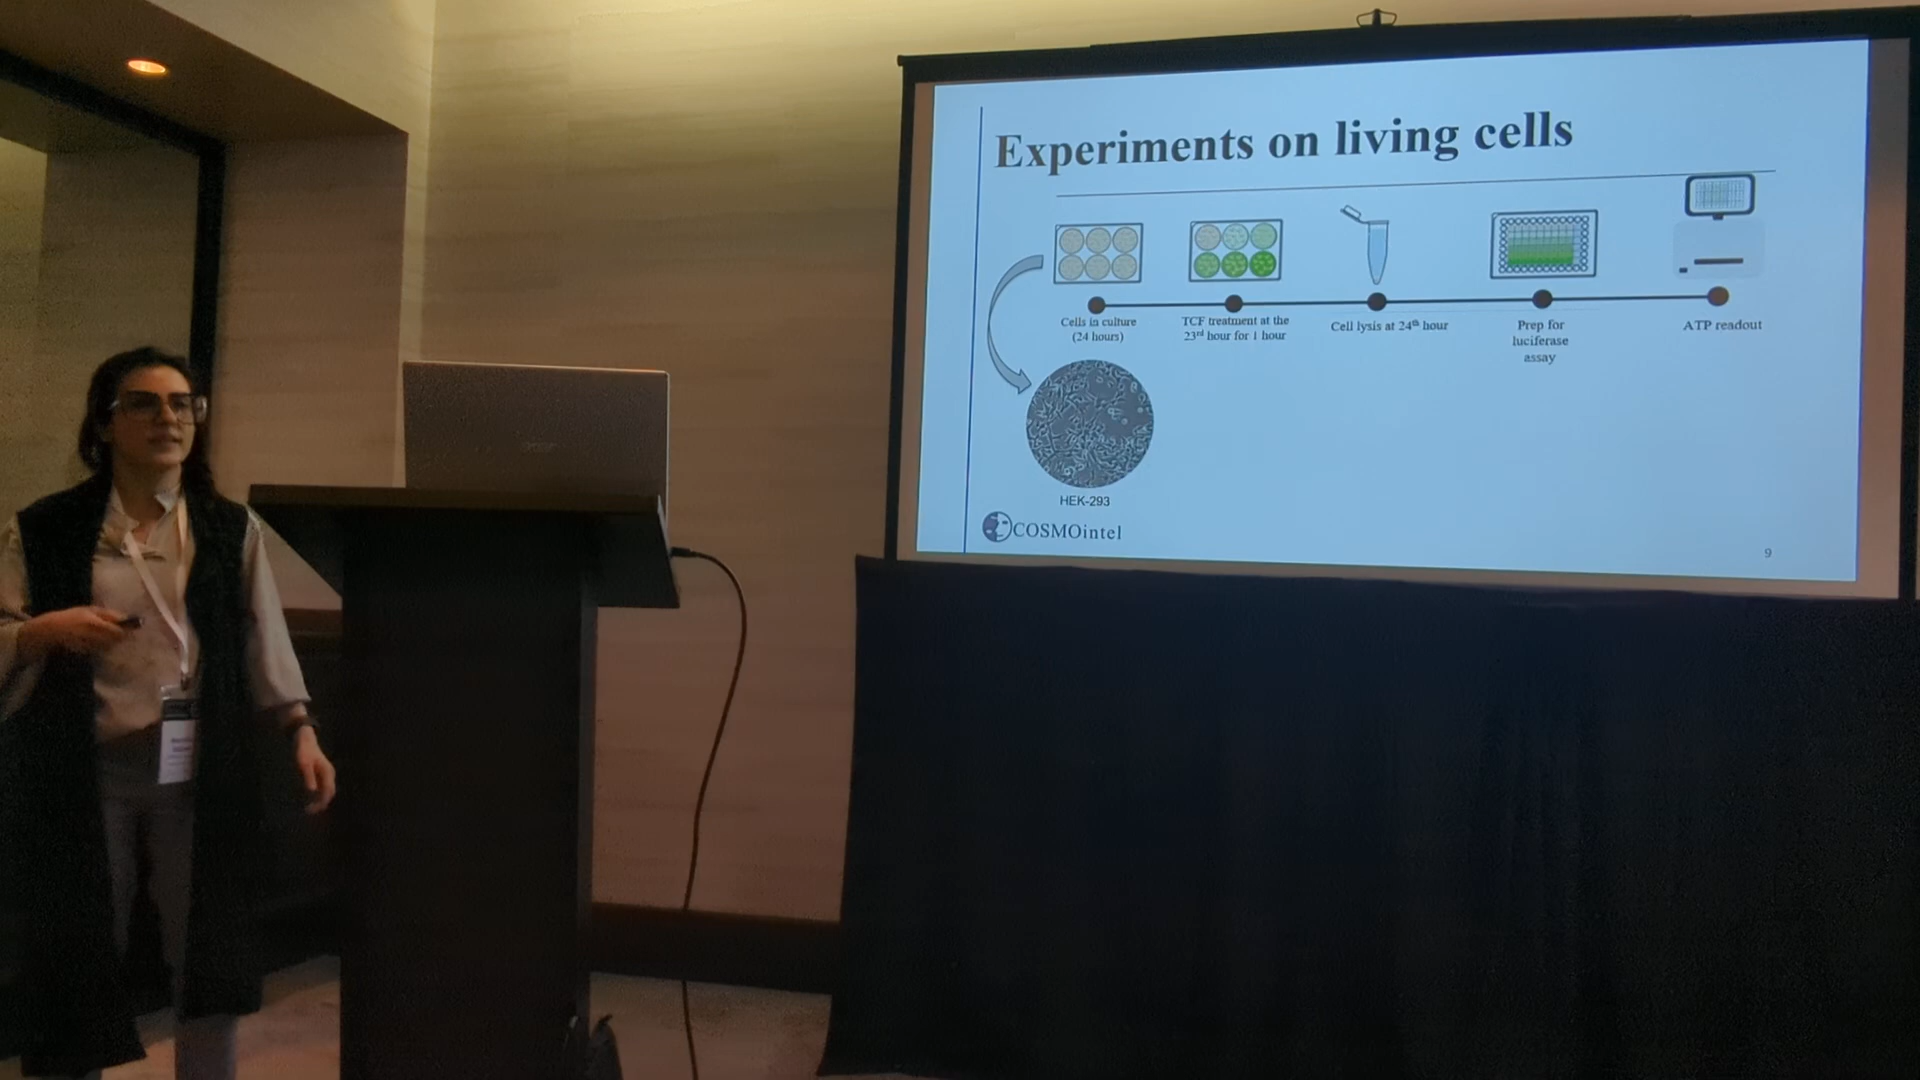 Experiments on living cells
Cells in culture
(24 hours)
TCF treatment at the
23rd hour for 1 hour
Cell lysis at 24th hour
Prep for
luciferase
assay
ATP readout
HEK-293
COSMOintel
9
acer